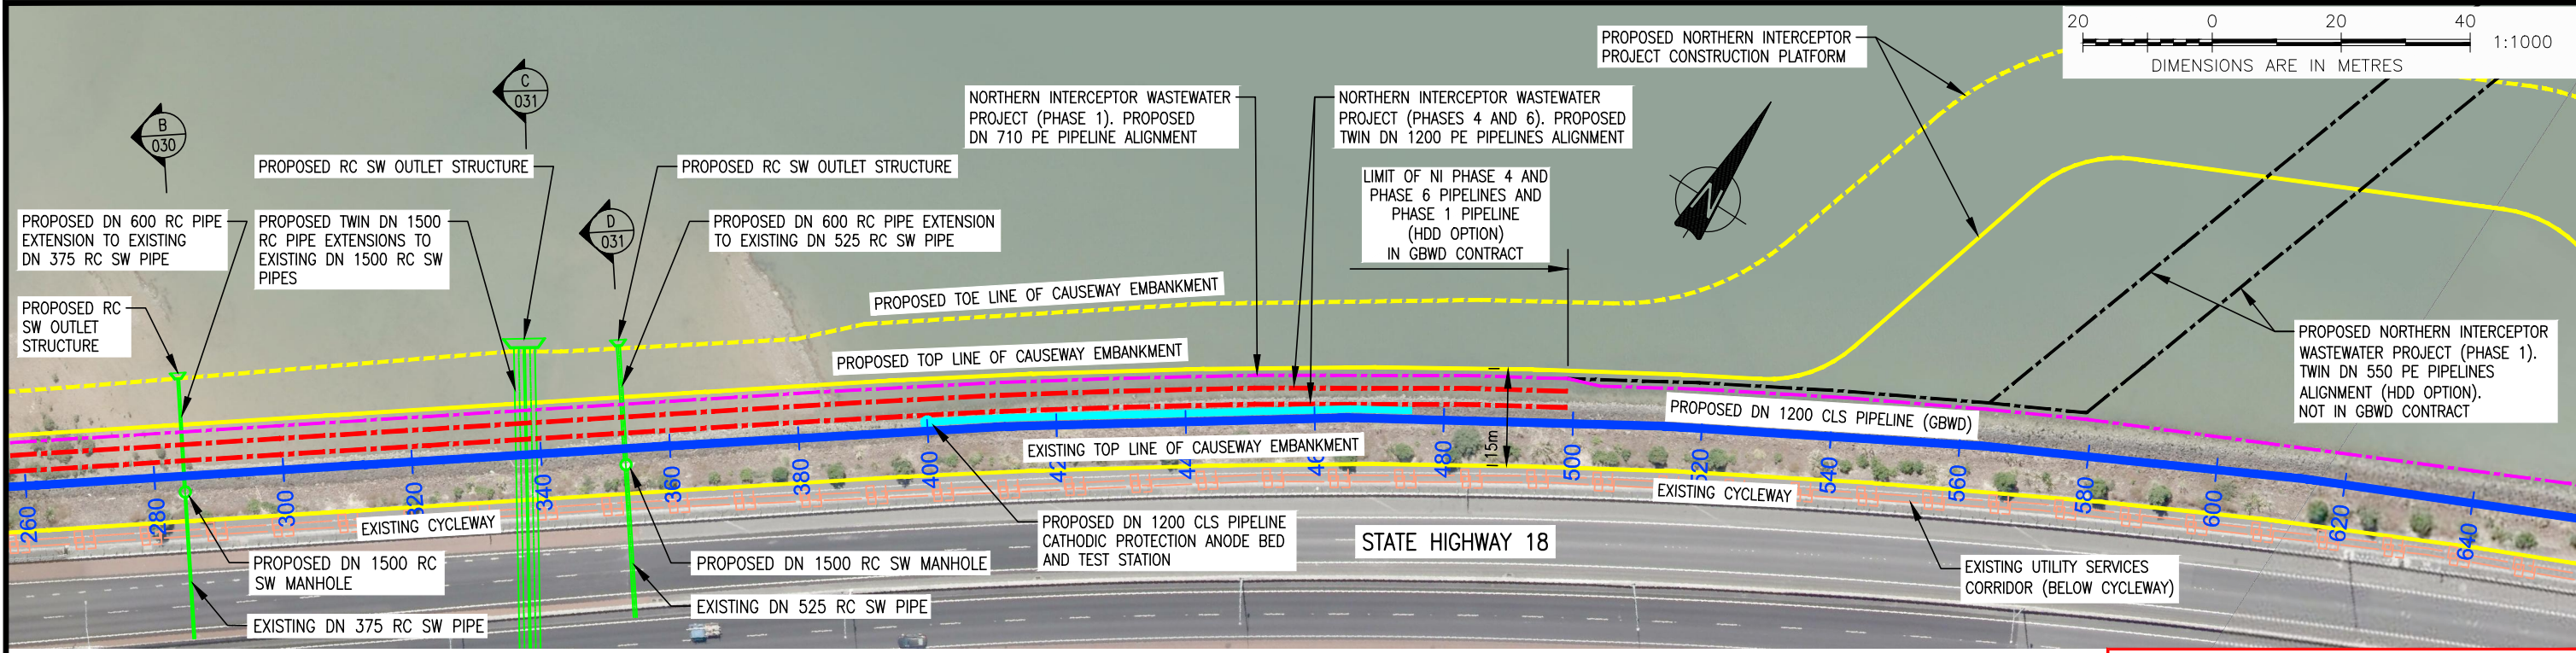 20 0 20 40
1:1000
DIMENSIONS ARE IN METRES
PROPOSED NORTHERN INTERCEPTOR
PROJECT CONSTRUCTION PLATFORM
C
031
B
030
D
031
N
NORTHERN INTERCEPTOR WASTEWATER
PROJECT (PHASE 1). PROPOSED
DN 710 PE PIPELINE ALIGNMENT
NORTHERN INTERCEPTOR WASTEWATER
PROJECT (PHASES 4 AND 6). PROPOSED
TWIN DN 1200 PE PIPELINES ALIGNMENT
PROPOSED RC SW OUTLET STRUCTURE
PROPOSED RC SW OUTLET STRUCTURE
LIMIT OF NI PHASE 4 AND
PHASE 6 PIPELINES AND
PHASE 1 PIPELINE
(HDD OPTION)
IN GBWD CONTRACT
PROPOSED DN 600 RC PIPE
EXTENSION TO EXISTING
DN 375 RC SW PIPE
PROPOSED TWIN DN 1500
RC PIPE EXTENSIONS TO
EXISTING DN 1500 RC SW
PIPES
PROPOSED DN 600 RC PIPE EXTENSION
TO EXISTING DN 525 RC SW PIPE
PROPOSED RC
SW OUTLET
STRUCTURE
PROPOSED TOE LINE OF CAUSEWAY EMBANKMENT
PROPOSED TOP LINE OF CAUSEWAY EMBANKMENT
PROPOSED NORTHERN INTERCEPTOR
WASTEWATER PROJECT (PHASE 1).
TWIN DN 550 PE PIPELINES
ALIGNMENT (HDD OPTION).
NOT IN GBWD CONTRACT
PROPOSED DN 1200 CLS PIPELINE (GBWD)
EXISTING TOP LINE OF CAUSEWAY EMBANKMENT
15m
260 280 300 320 340 360 380 400 480 500 520 540 560 580 600 620 640
EXISTING CYCLEWAY
EXISTING CYCLEWAY
PROPOSED DN 1200 CLS PIPELINE
CATHODIC PROTECTION ANODE BED
AND TEST STATION
STATE HIGHWAY 18
PROPOSED DN 1500 RC
SW MANHOLE
PROPOSED DN 1500 RC SW MANHOLE
EXISTING UTILITY SERVICES
CORRIDOR (BELOW CYCLEWAY)
EXISTING DN 525 RC SW PIPE
EXISTING DN 375 RC SW PIPE